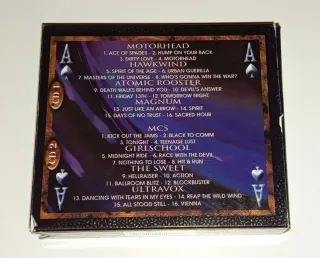 A
A
MOTORHEAD
1. ACE OF SPADES - 2. HUMP ON YOUR BACK
3. DIRTY LOVE - 4. MOTORHEAD
HAWKWIND
5. SPIRIT OF THE AGE - 6. URBAN GUERILLA
7. MASTERS OF THE UNIVERSE - 8. WHO'S GONNA WIN THE WAR?
ATOMIC ROOSTER
9. DEATH WALKS BEHIND YOU - 10. DEVIL'S ANSWER
11. FRIDAY 13TH - 12. TOMORROW NIGHT
MAGNUM
13. JUST LIKE AN ARROW - 14. SPIRIT
15. DAYS OF NO TRUST - 16. SACRED HOUR
CD1
MC5
1. KICK OUT THE JAMS - 2. BLACK TO COMM
3. TONIGHT - 4. TEENAGE LUST
GIRLSCHOOL
5. MIDNIGHT RIDE - 6. RACE WITH THE DEVIL
7. NOTHING TO LOSE - 8. HIT & RUN
THE SWEET
9. HELLRAISER - 10. ACTION
11. BALLROOM BLITZ - 12. BLOCKBUSTER
ULTRAVOX
13. DANCING WITH TEARS IN MY EYES - 14. REAP THE WILD WIND
15. ALL STOOD STILL - 16. VIENNA
CD2
A
A